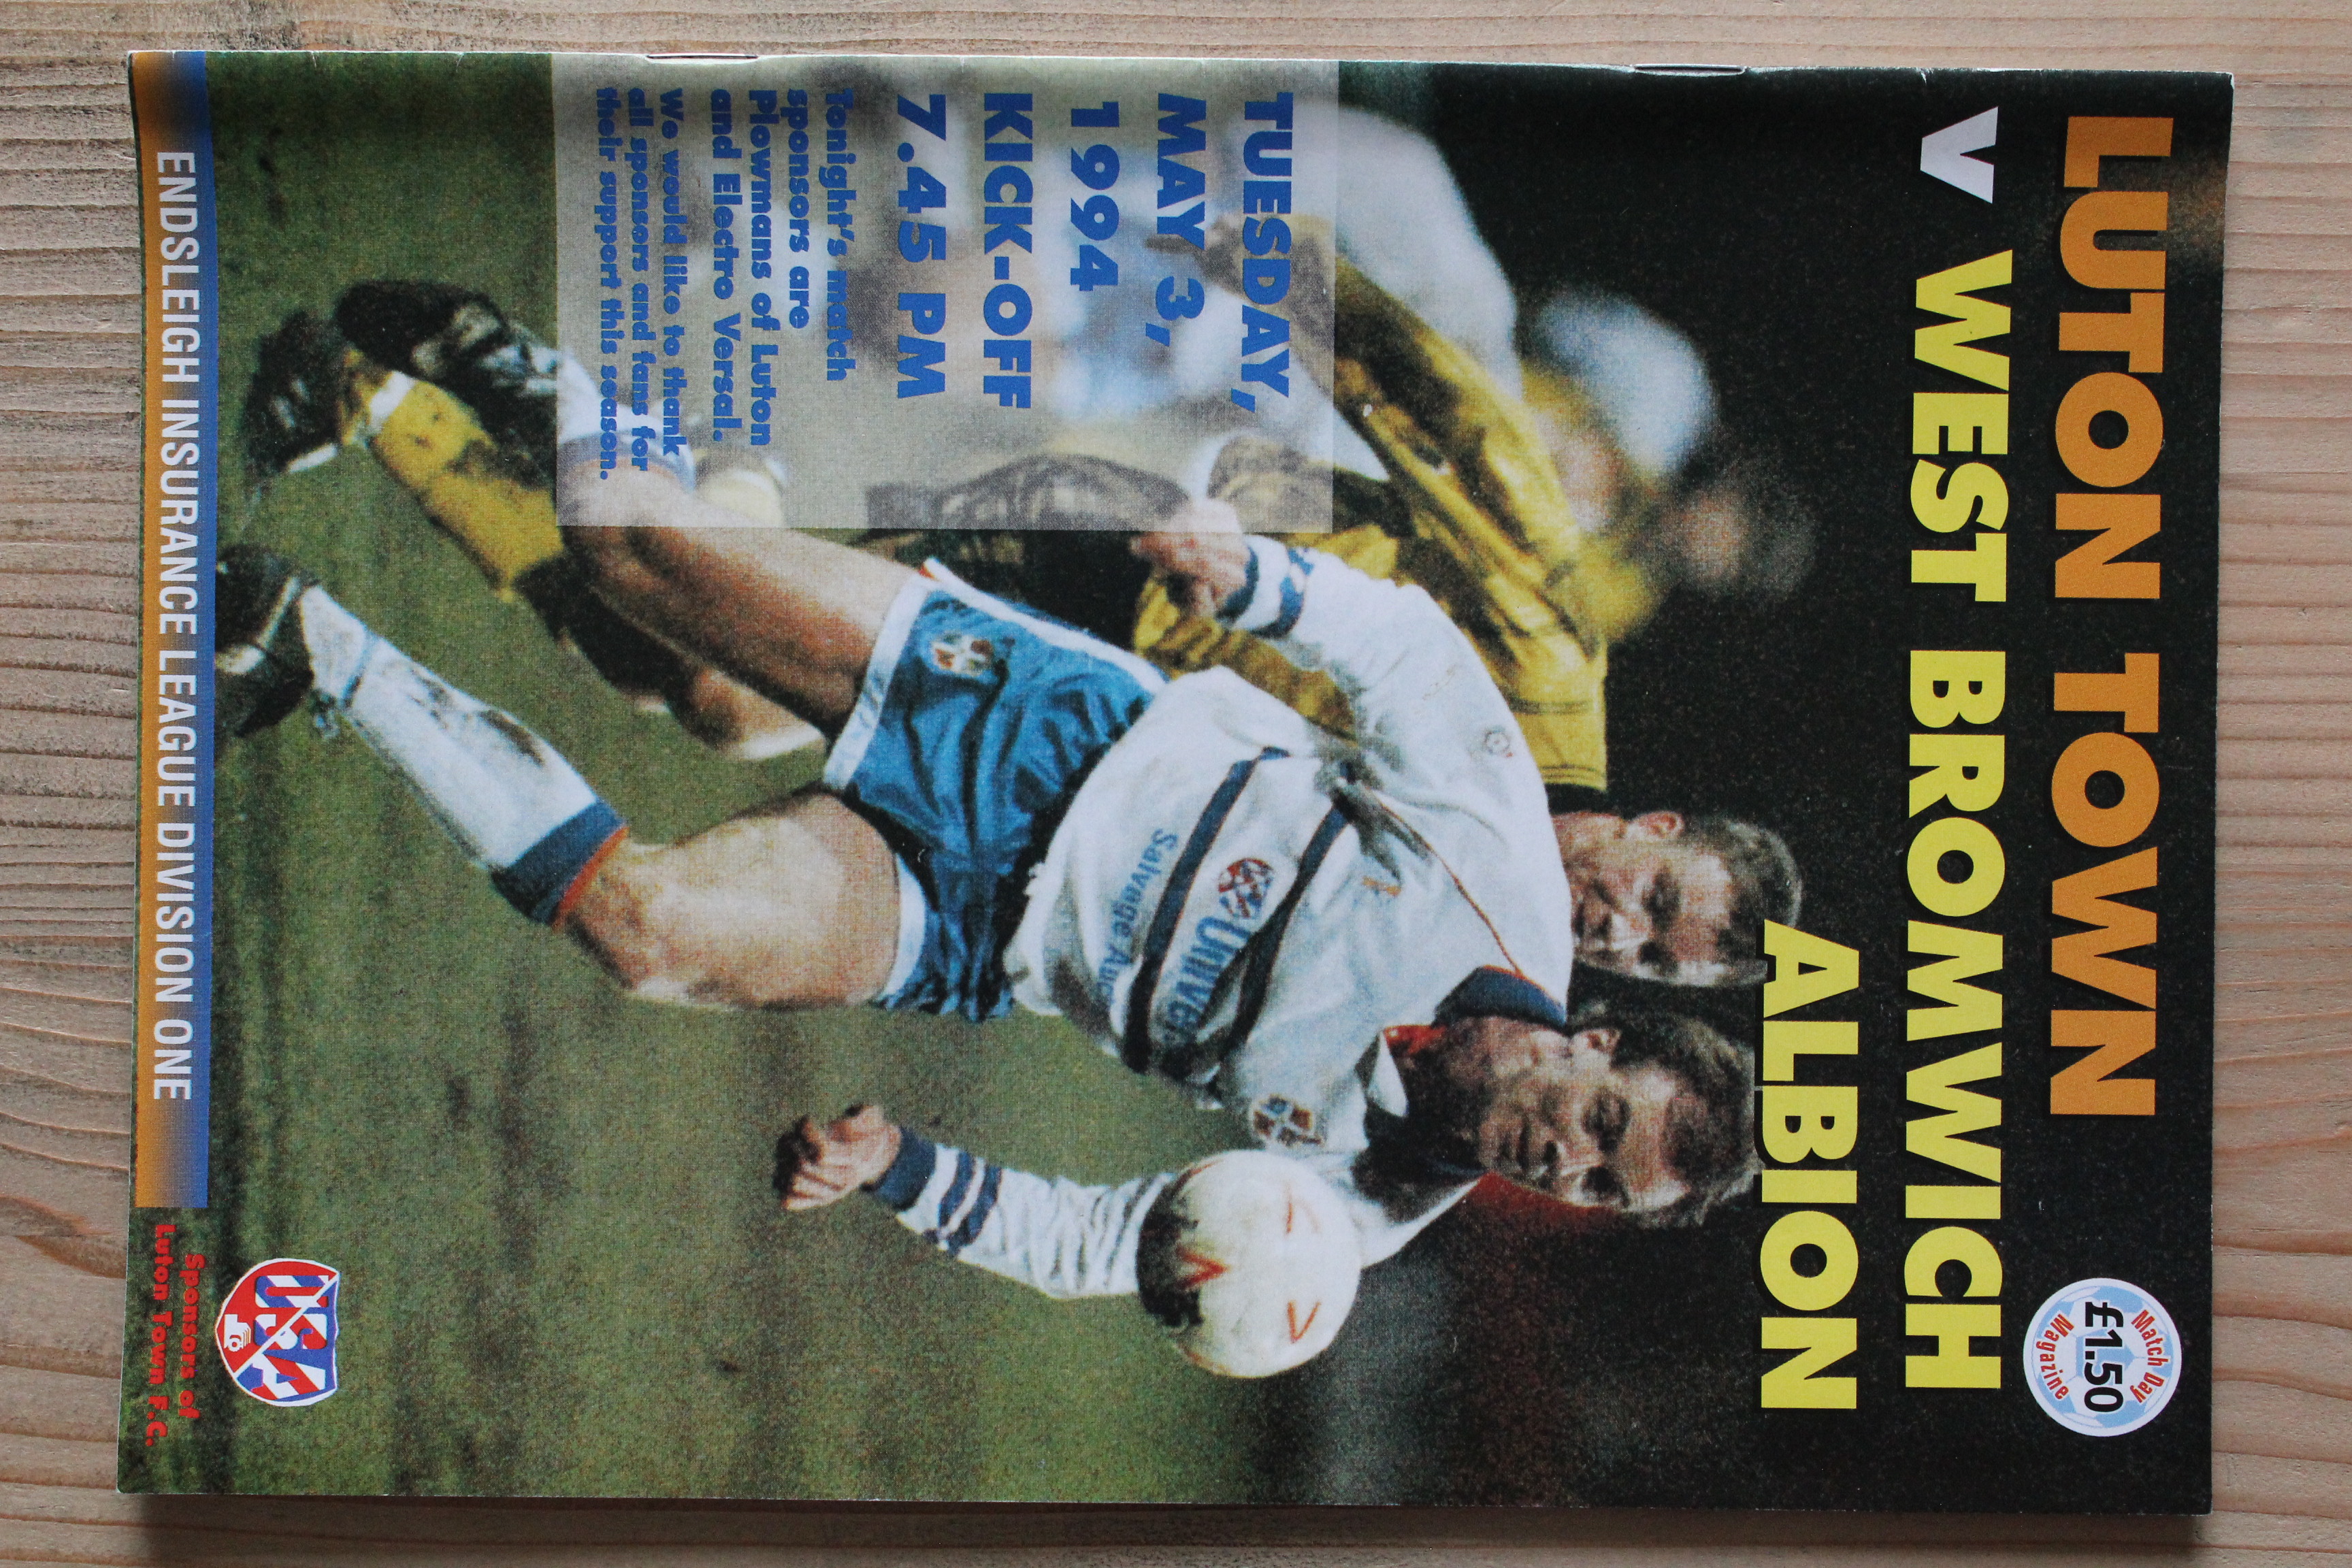 LUTON TOWN
V WEST BROMWICH
ALBION
Match Day
£1.50
Magazine
TUESDAY,
MAY 3,
1994
KICK-OFF
7.45 PM
Tonight's match
sponsors are
Plowmans of Luton
and Electro Versal.
We would like to thank
all sponsors and fans for
their support this season.
Univer
Salvage Auc
USA
ENDSLEIGH INSURANCE LEAGUE DIVISION ONE
Sponsors of
Luton Town F.C.